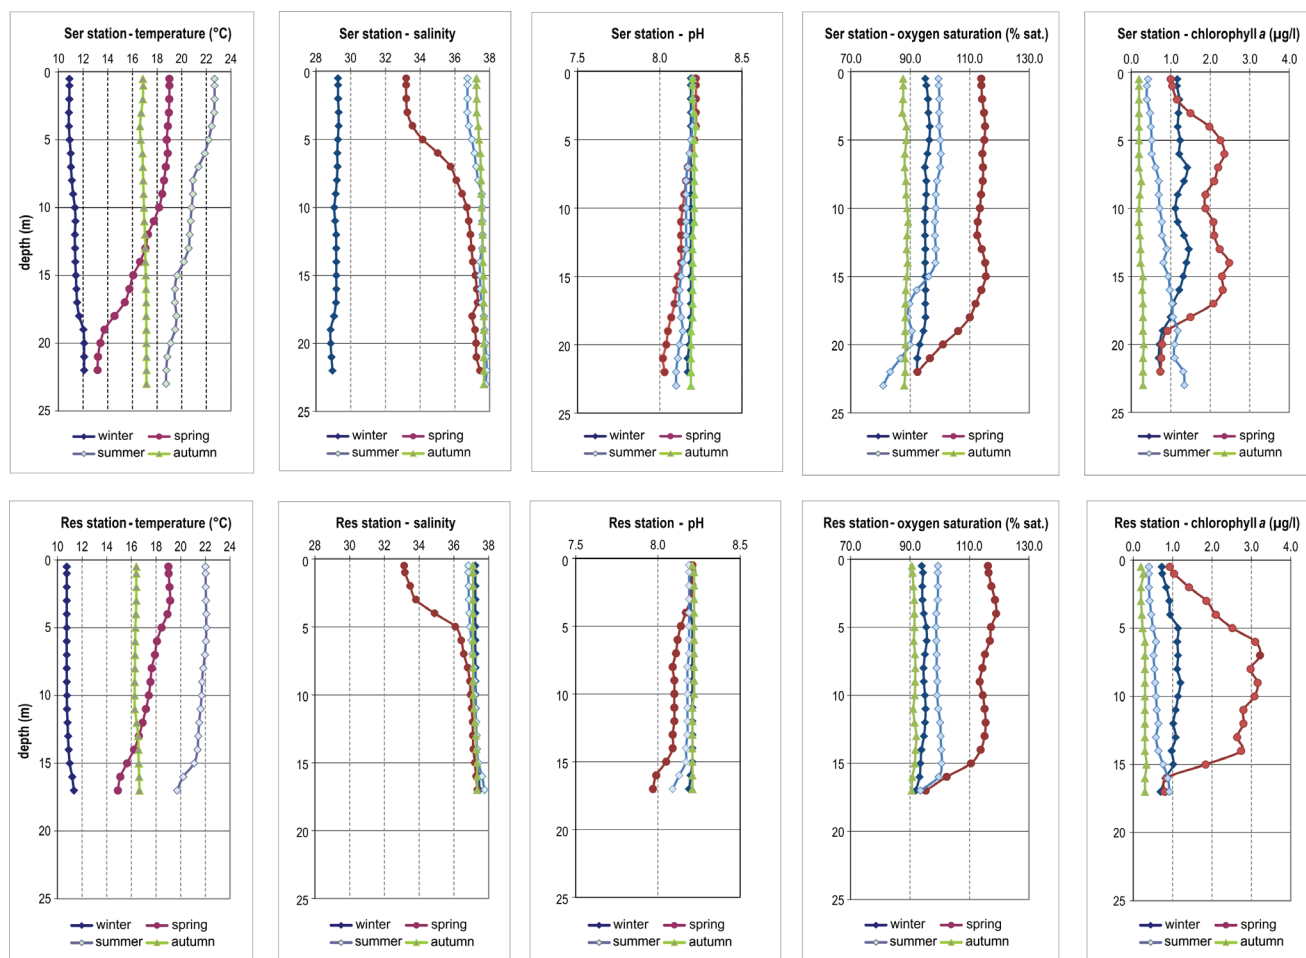 Ser station - temperature (°C)
10 12 14 16 18 20 22 24
0
5
10
15
20
25
depth (m)
winter spring
summer autumn
Ser station - salinity
28 30 32 34 36 38
0
5
10
15
20
25
winter spring
summer autumn
Ser station - pH
7.5 8.0 8.5
0
5
10
15
20
25
winter spring
summer autumn
Ser station - oxygen saturation (% sat.)
70.0 90.0 110.0 130.0
0
5
10
15
20
25
winter spring
summer autumn
Ser station - chlorophyll a (µg/l)
0.0 1.0 2.0 3.0 4.0
0
5
10
15
20
25
winter spring
summer autumn
Res station - temperature (°C)
10 12 14 16 18 20 22 24
0
5
10
15
20
25
depth (m)
winter spring
summer autumn
Res station - salinity
28 30 32 34 36 38
0
5
10
15
20
25
winter spring
summer autumn
Res station - pH
7.5 8.0 8.5
0
5
10
15
20
25
winter spring
summer autumn
Res station - oxygen saturation (% sat.)
70.0 90.0 110.0 130.0
0
5
10
15
20
25
winter spring
summer autumn
Res station - chlorophyll a (µg/l)
0.0 1.0 2.0 3.0 4.0
0
5
10
15
20
25
winter spring
summer autumn